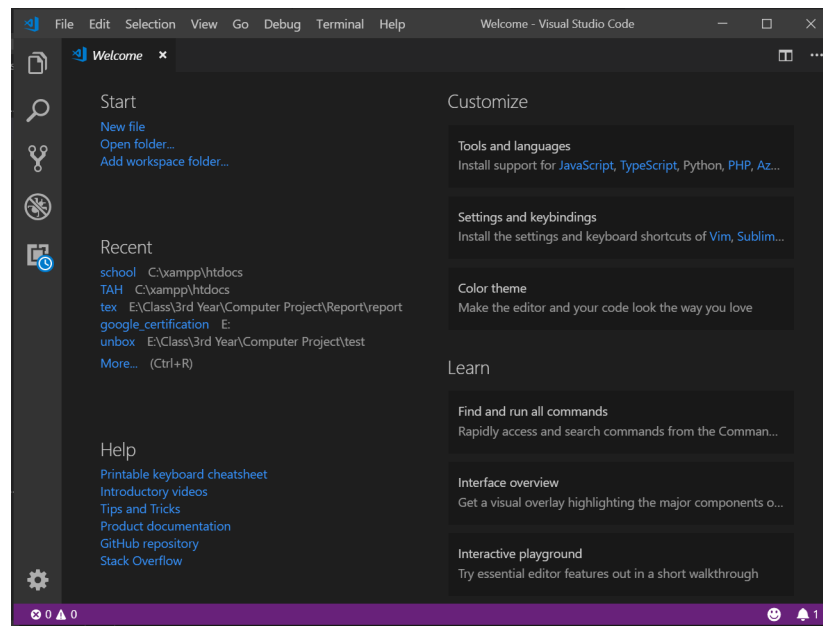 File Edit Selection View Go Debug Terminal Help Welcome - Visual Studio Code
Welcome
Start
New file
Open folder...
Add workspace folder...
Recent
school C:\xampp\htdocs
TAH C:\xampp\htdocs
tex E:\Class\3rd Year\Computer Project\Report\report
google_certification E:
unbox E:\Class\3rd Year\Computer Project\test
More... (Ctrl+R)
Help
Printable keyboard cheatsheet
Introductory videos
Tips and Tricks
Product documentation
GitHub repository
Stack Overflow
Customize
Tools and languages
Install support for JavaScript, TypeScript, Python, PHP, Az...
Settings and keybindings
Install the settings and keyboard shortcuts of Vim, Sublim...
Color theme
Make the editor and your code look the way you love
Learn
Find and run all commands
Rapidly access and search commands from the Comman...
Interface overview
Get a visual overlay highlighting the major components o...
Interactive playground
Try essential editor features out in a short walkthrough
0 0 1